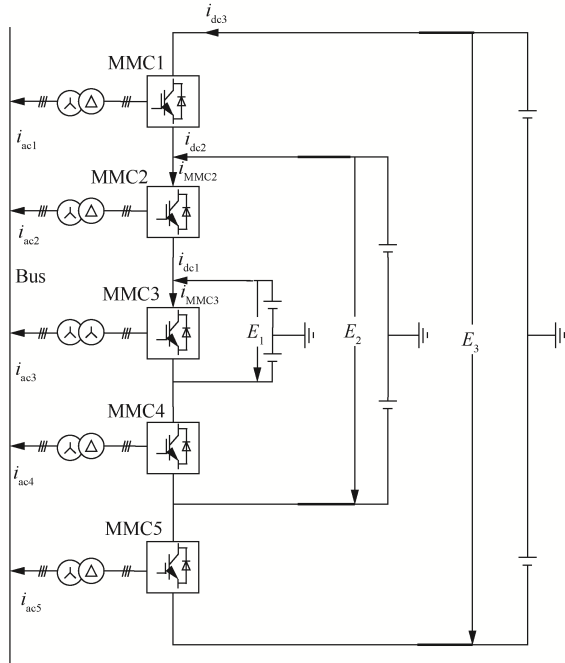 i_dc3
MMC1
i_ac1
i_dc2
i_MMC2
MMC2
i_ac2
i_dc1
Bus
i_MMC3
MMC3
E_1
E_2
E_3
i_ac3
MMC4
i_ac4
MMC5
i_ac5